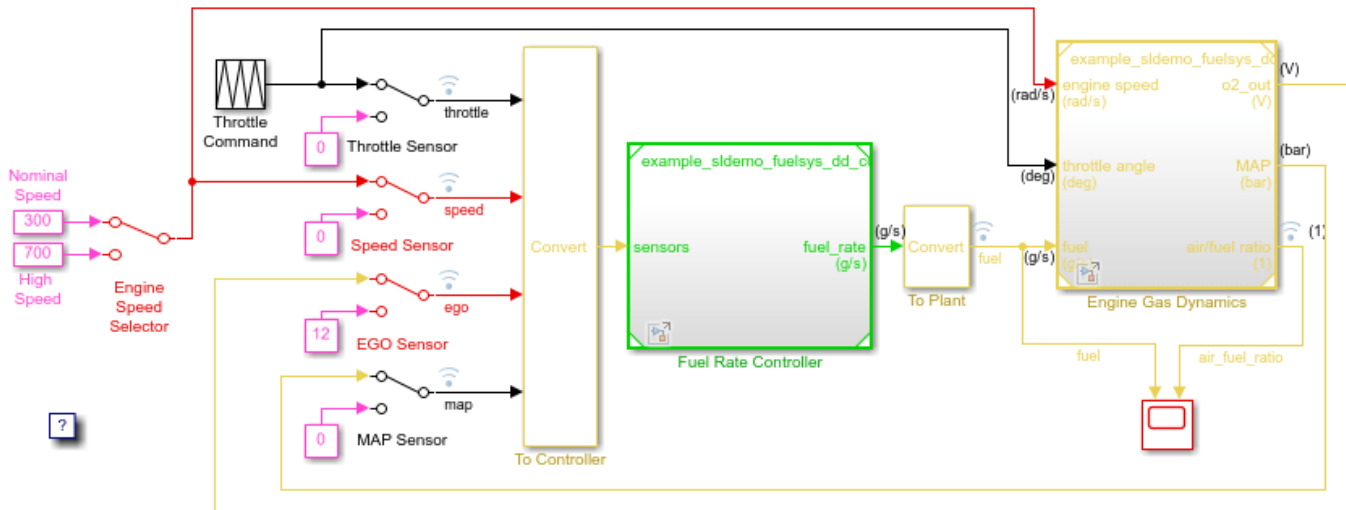 Throttle
Command
throttle
0
Throttle Sensor
Nominal
Speed
300
700
High
Speed
Engine
Speed
Selector
speed
0
Speed Sensor
ego
12
EGO Sensor
map
0
MAP Sensor
?
Convert
To Controller
example_sldemo_fuelsys_dd_c
sensors
fuel_rate
(g/s)
Fuel Rate Controller
(g/s)
Convert
To Plant
fuel
example_sldemo_fuelsys_dd
(rad/s)
engine speed
(rad/s)
o2_out
(V)
(V)
(deg)
throttle angle
(deg)
MAP
(bar)
(bar)
(g/s)
fuel
air/fuel ratio
(1)
(1)
Engine Gas Dynamics
fuel
air_fuel_ratio